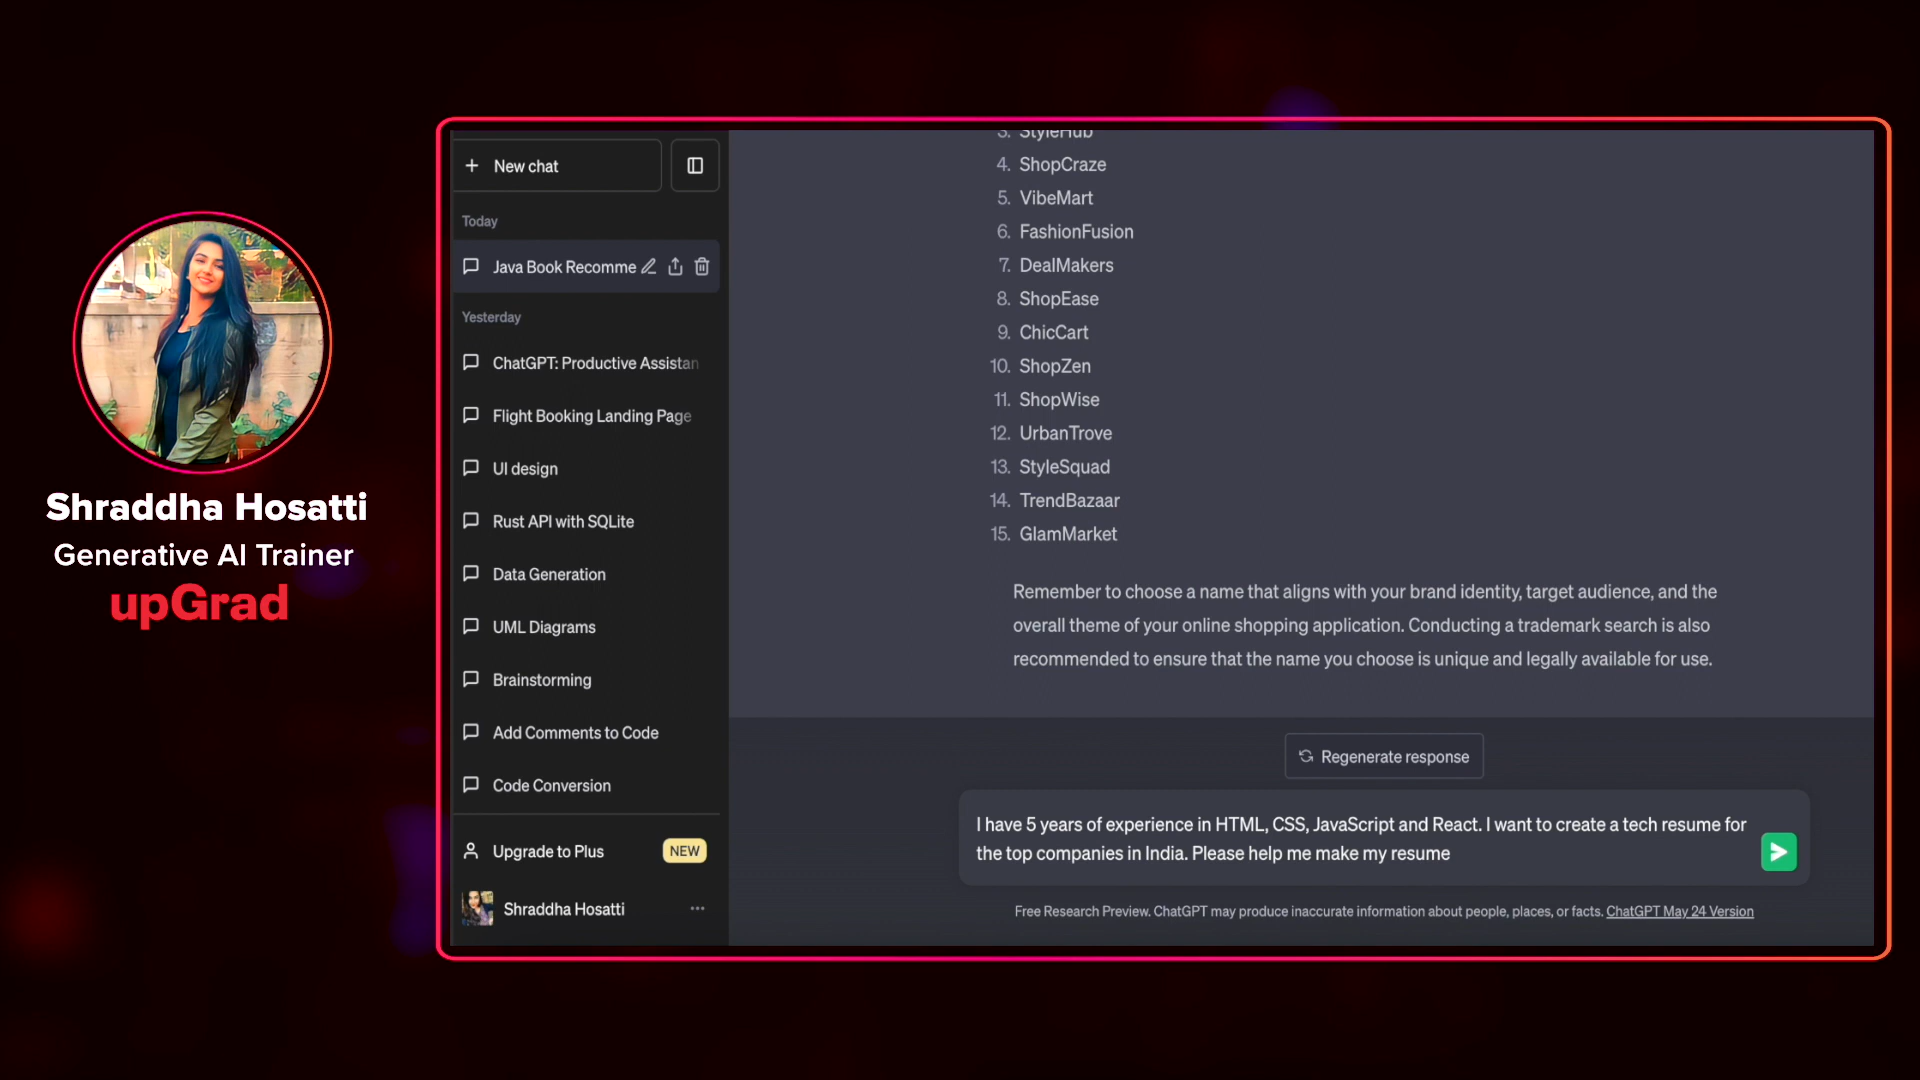 Shraddha Hosatti
Generative AI Trainer
upGrad
New chat
Today
Java Book Recomme
Yesterday
ChatGPT: Productive Assistan
Flight Booking Landing Page
UI design
Rust API with SQLite
Data Generation
UML Diagrams
Brainstorming
Add Comments to Code
Code Conversion
Upgrade to Plus NEW
Shraddha Hosatti
3. StyleHub
4. ShopCraze
5. VibeMart
6. FashionFusion
7. DealMakers
8. ShopEase
9. ChicCart
10. ShopZen
11. ShopWise
12. UrbanTrove
13. StyleSquad
14. TrendBazaar
15. GlamMarket
Remember to choose a name that aligns with your brand identity, target audience, and the
overall theme of your online shopping application. Conducting a trademark search is also
recommended to ensure that the name you choose is unique and legally available for use.
Regenerate response
I have 5 years of experience in HTML, CSS, JavaScript and React. I want to create a tech resume for
the top companies in India. Please help me make my resume
Free Research Preview. ChatGPT may produce inaccurate information about people, places, or facts. ChatGPT May 24 Version